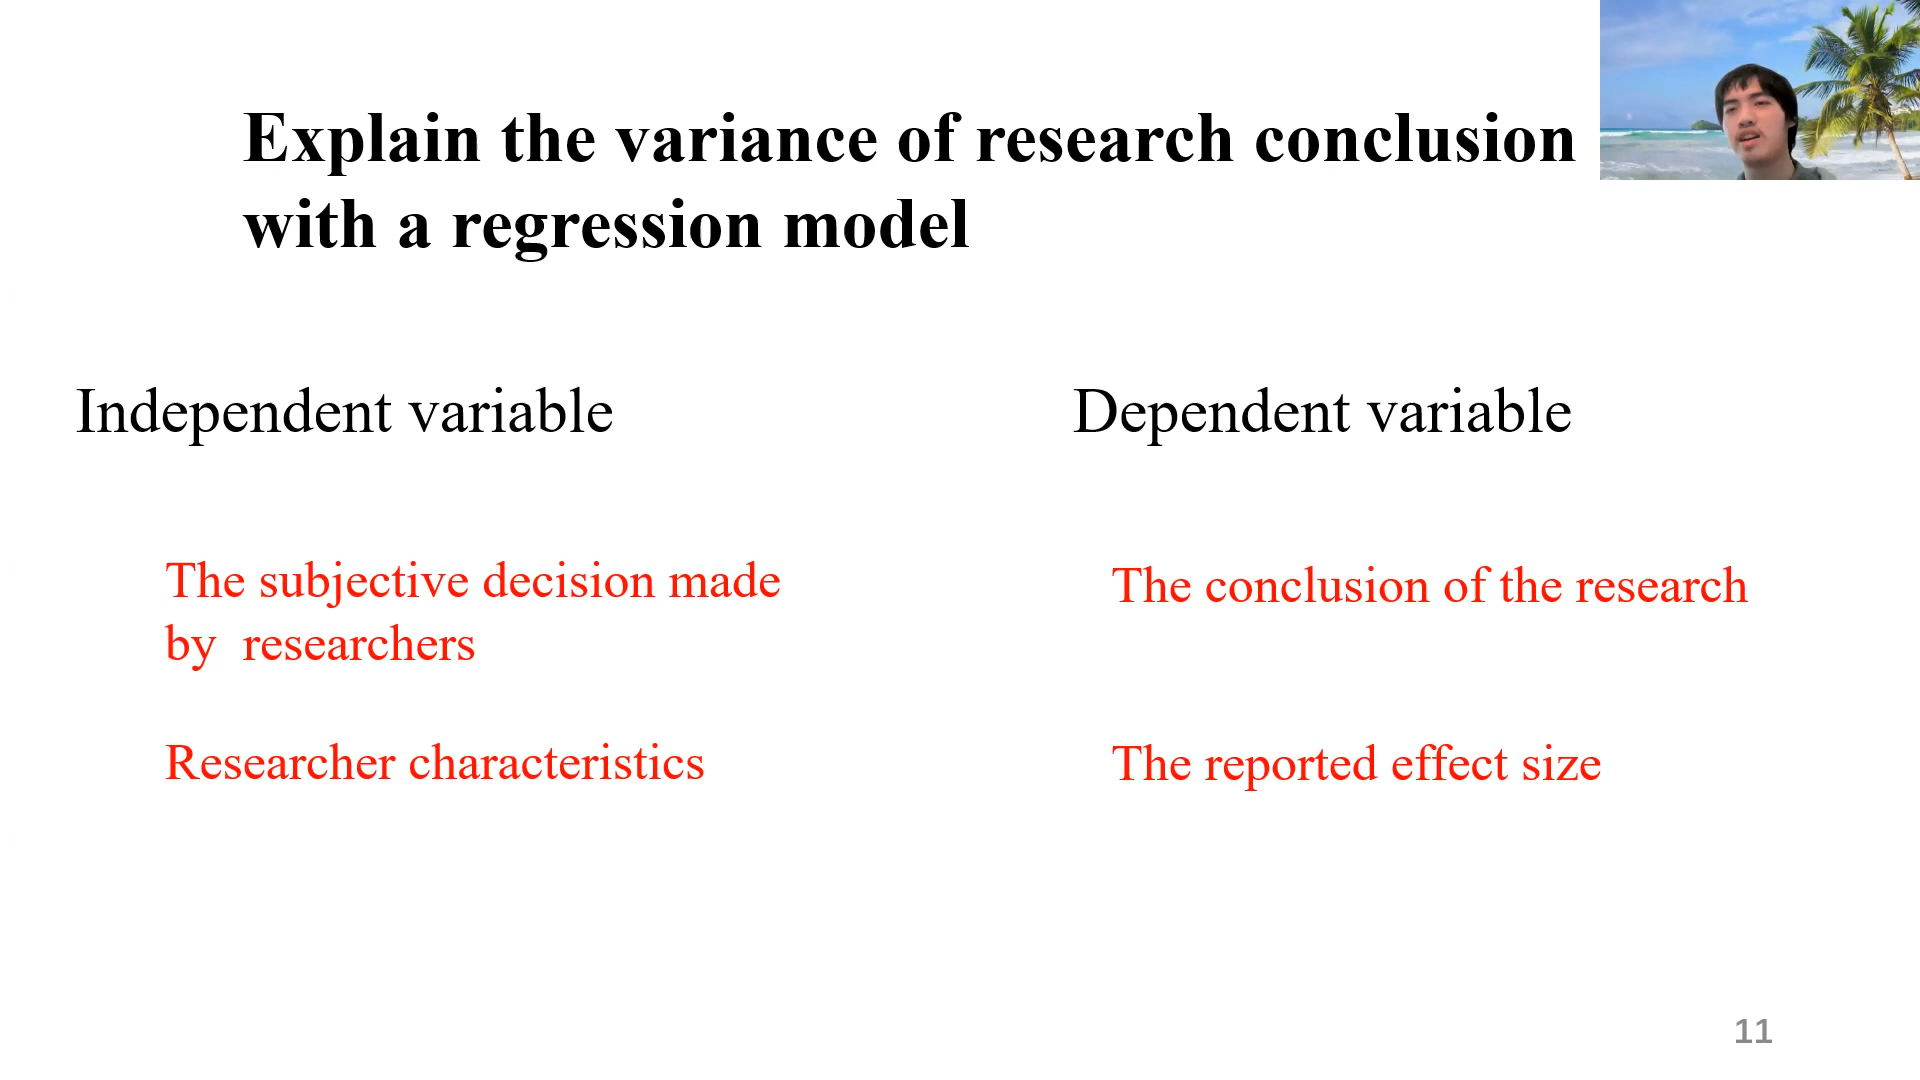 Explain the variance of research conclusion
with a regression model
Independent variable
Dependent variable
The subjective decision made
by  researchers
The conclusion of the research
Researcher characteristics
The reported effect size
11